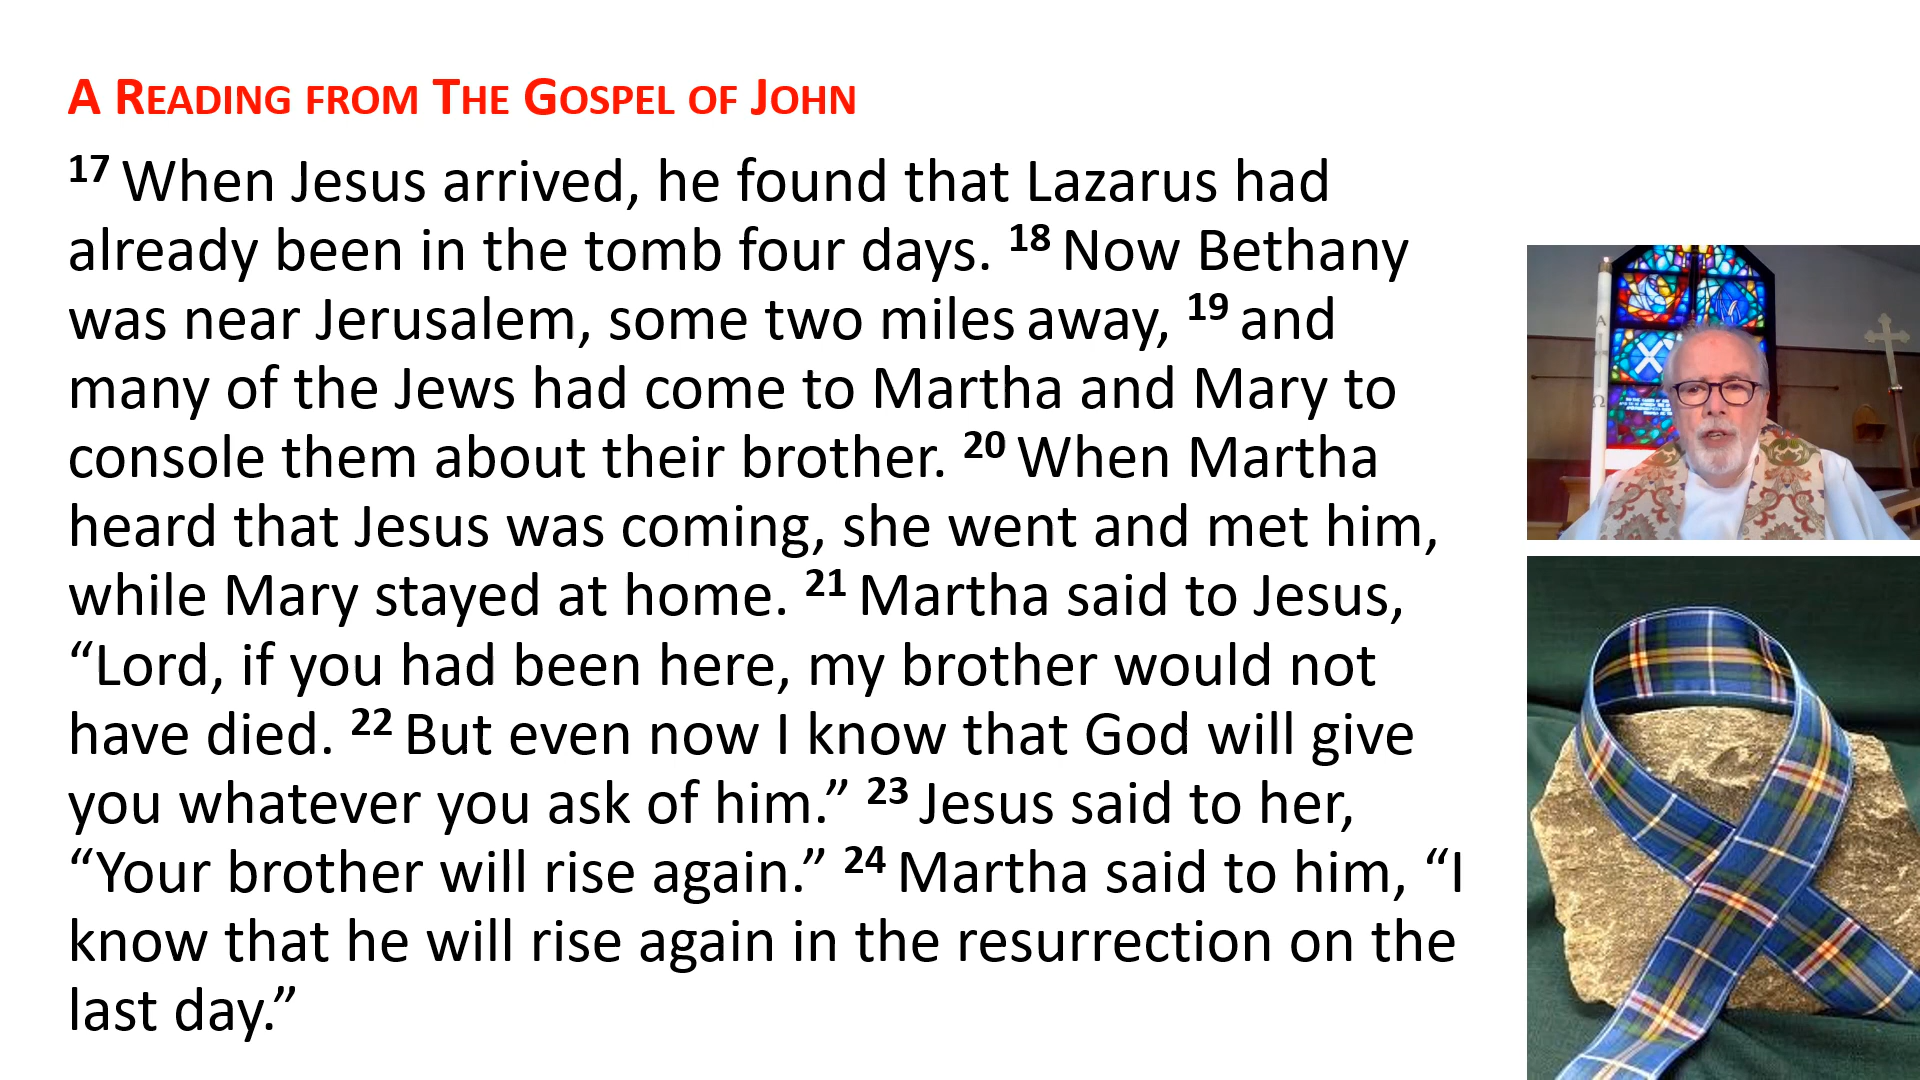 A READING FROM THE GOSPEL OF JOHN
17 When Jesus arrived, he found that Lazarus had
already been in the tomb four days. 18 Now Bethany
was near Jerusalem, some two miles away, 19 and
many of the Jews had come to Martha and Mary to
console them about their brother. 20 When Martha
heard that Jesus was coming, she went and met him,
while Mary stayed at home. 21 Martha said to Jesus,
“Lord, if you had been here, my brother would not
have died. 22 But even now I know that God will give
you whatever you ask of him.” 23 Jesus said to her,
“Your brother will rise again.” 24 Martha said to him, “I
know that he will rise again in the resurrection on the
last day.”
Α
Ω